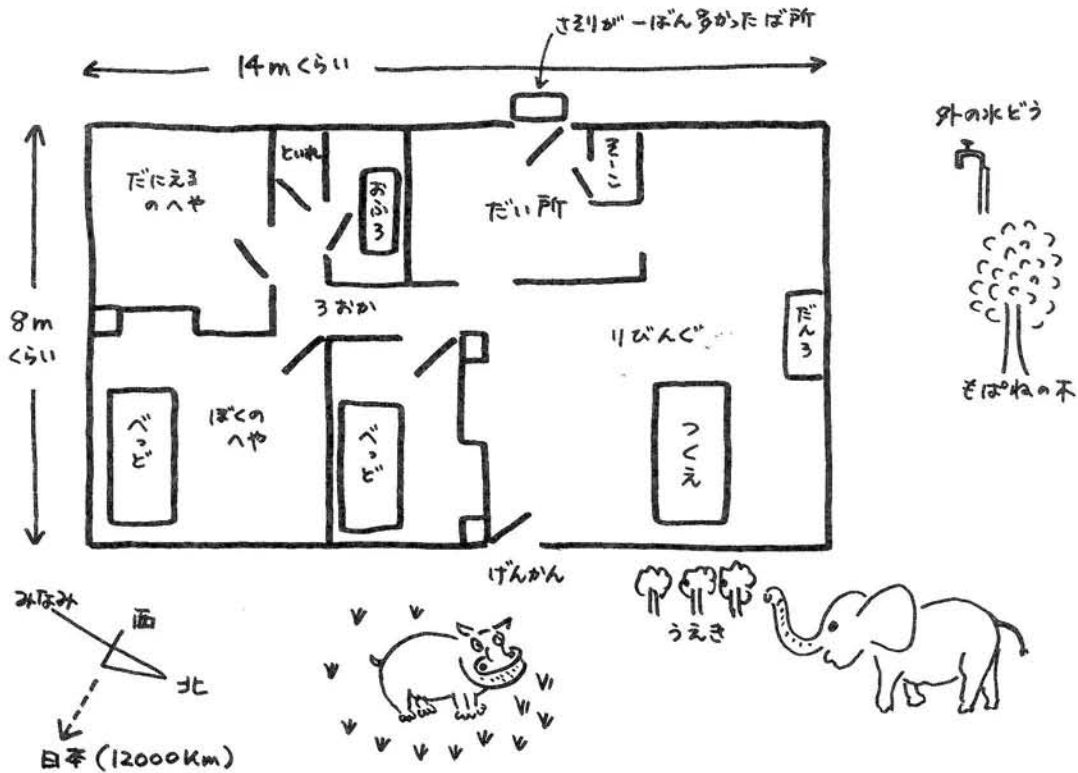 さそりが一ばん多かったば所
14mくらい
外の水どう
だにえる
のへや
といれ
おふろ
そーこ
だい所
8m
くらい
ろおか
りびんぐ
だんろ
もぱねの木
べっど
ぼくの
へや
べっど
つくえ
げんかん
うえき
みなみ
西
北
日本(12000Km)